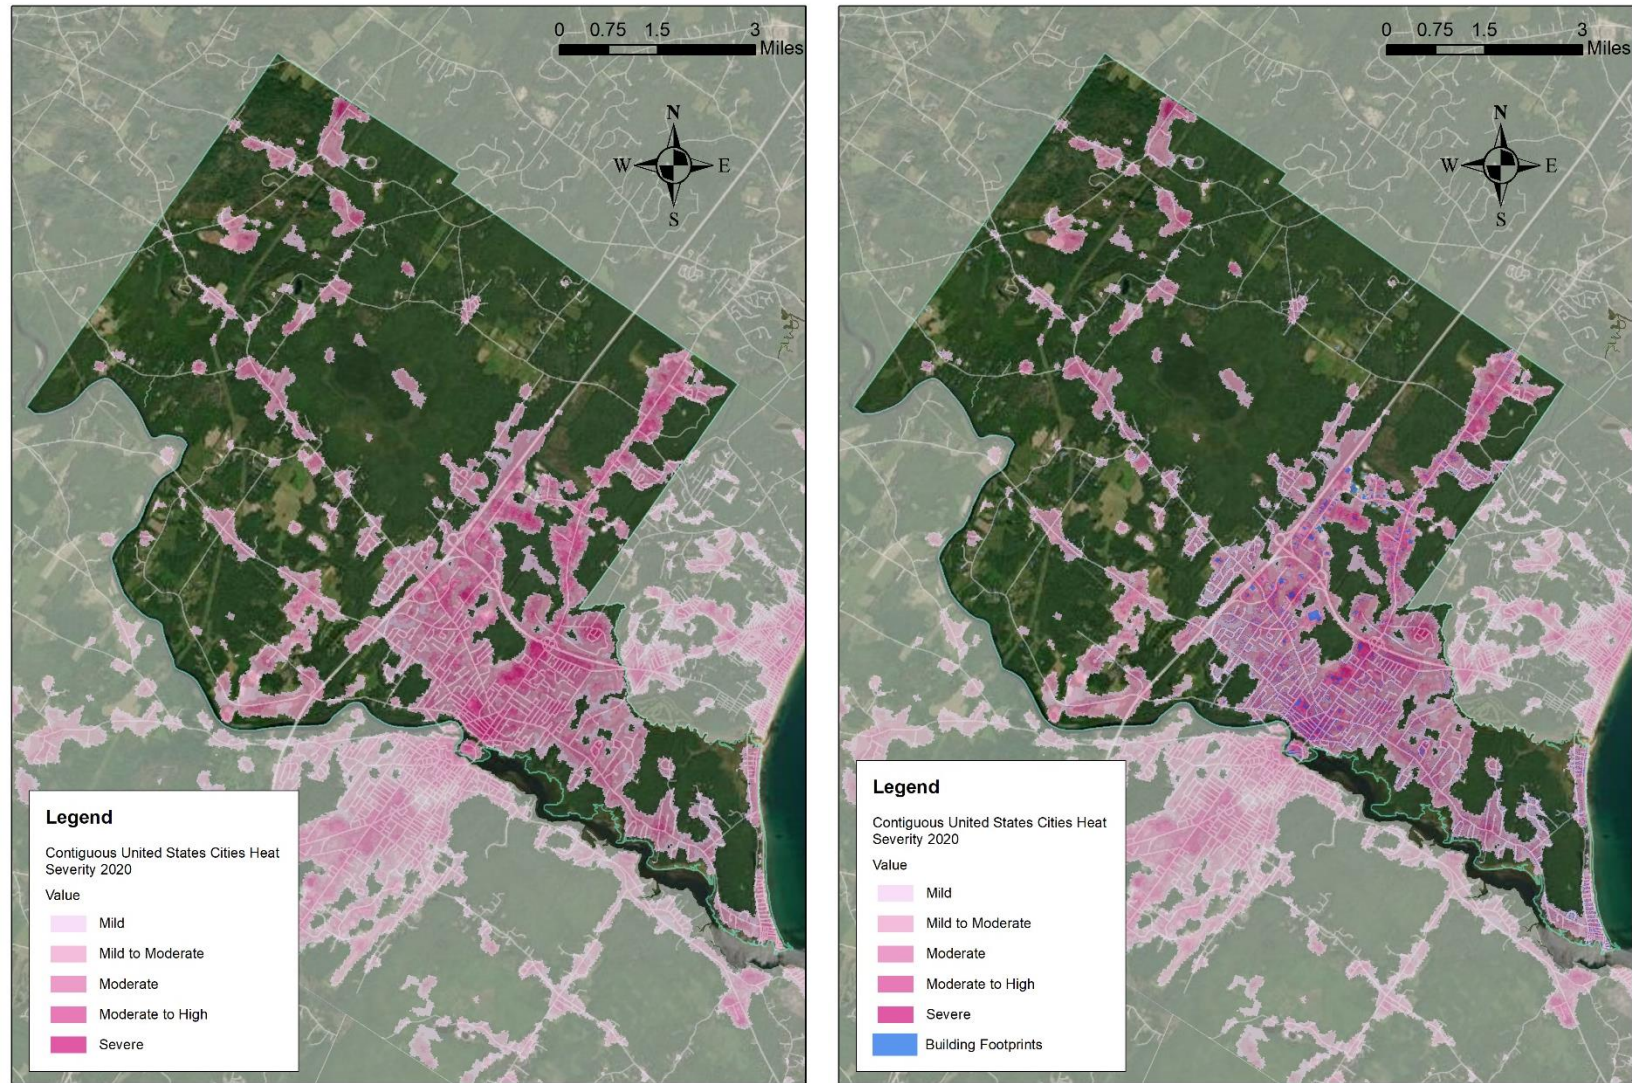 0 0.75 1.5 3
Miles
N
W E
S
Legend
Contiguous United States Cities Heat
Severity 2020
Value
Mild
Mild to Moderate
Moderate
Moderate to High
Severe
0 0.75 1.5 3
Miles
N
W E
S
Legend
Contiguous United States Cities Heat
Severity 2020
Value
Mild
Mild to Moderate
Moderate
Moderate to High
Severe
Building Footprints